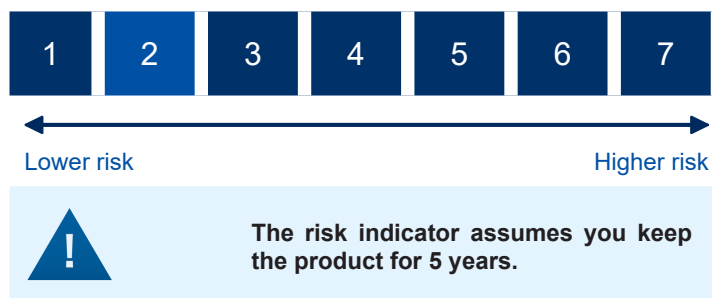 1 2 3 4 5 6 7
Lower risk Higher risk
! The risk indicator assumes you keep
the product for 5 years.